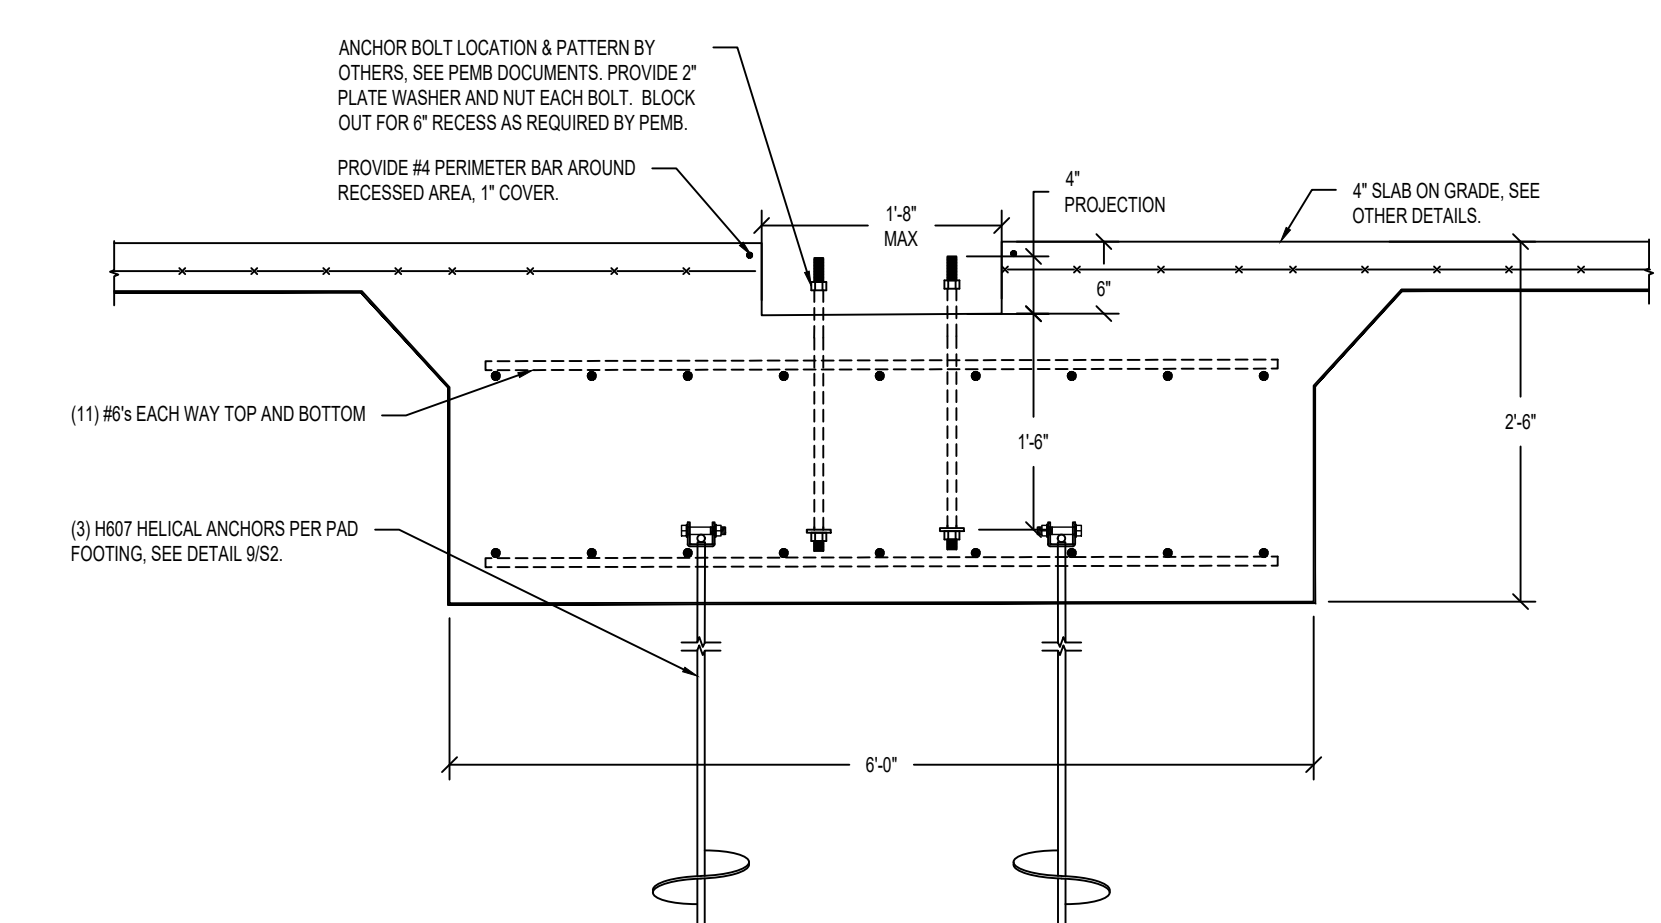 ANCHOR BOLT LOCATION & PATTERN BY
OTHERS, SEE PEMB DOCUMENTS. PROVIDE 2"
PLATE WASHER AND NUT EACH BOLT. BLOCK
OUT FOR 6" RECESS AS REQUIRED BY PEMB.
PROVIDE #4 PERIMETER BAR AROUND
RECESSED AREA, 1" COVER.
1'-8"
MAX
4"
PROJECTION
4" SLAB ON GRADE, SEE
OTHER DETAILS.
6"
(11) #6's EACH WAY TOP AND BOTTOM
1'-6"
2'-6"
(3) H607 HELICAL ANCHORS PER PAD
FOOTING, SEE DETAIL 9/S2.
6'-0"